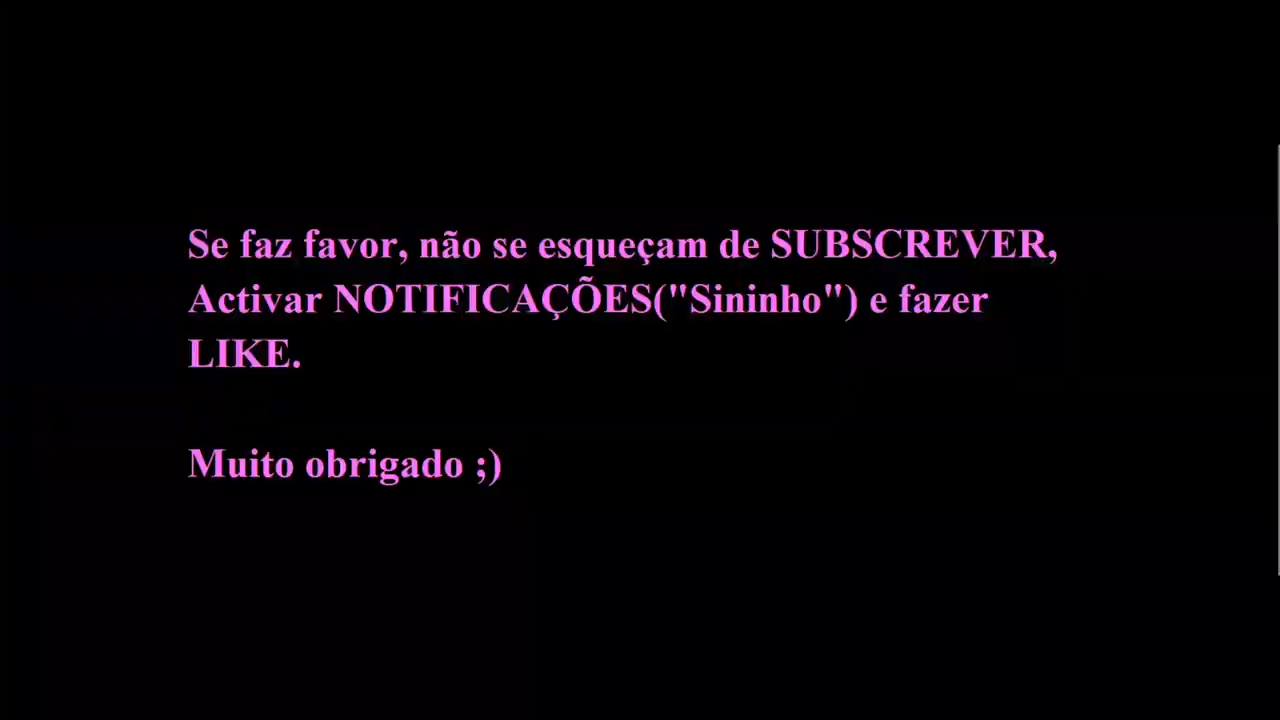 Se faz favor, não se esqueçam de SUBSCREVER,
Activar NOTIFICAÇÕES("Sininho") e fazer
LIKE.
Muito obrigado ;)